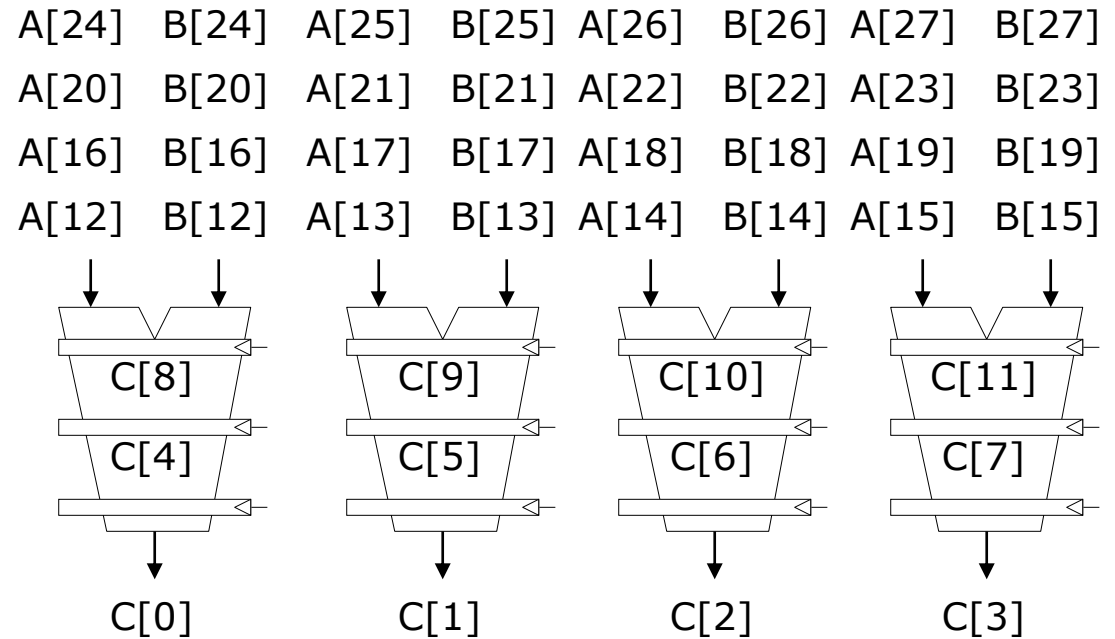 A[24] B[24] A[25] B[25] A[26] B[26] A[27] B[27]
A[20] B[20] A[21] B[21] A[22] B[22] A[23] B[23]
A[16] B[16] A[17] B[17] A[18] B[18] A[19] B[19]
A[12] B[12] A[13] B[13] A[14] B[14] A[15] B[15]
C[8] C[9] C[10] C[11]
C[4] C[5] C[6] C[7]
C[0] C[1] C[2] C[3]